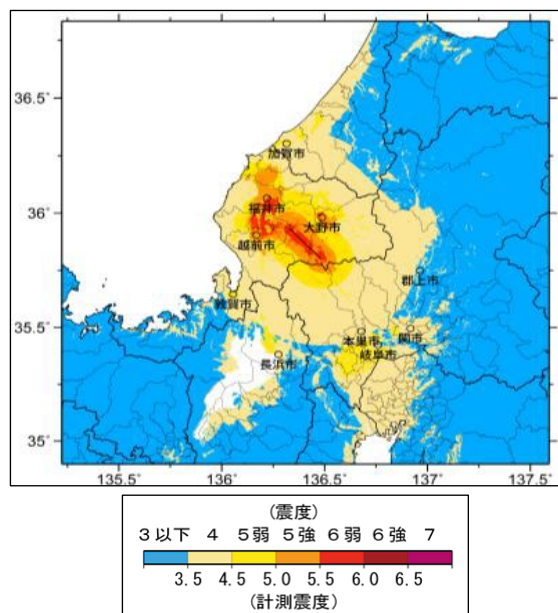 36.5
加賀市
福井市
36
大野市
越前市
郡上市
敦賀市
35.5
本巣市
関市
岐阜市
長浜市
35
135.5 136 136.5 137 137.5
(震度)
3以下 4 5弱 5強 6弱 6強 7
3.5 4.5 5.0 5.5 6.0 6.5
(計測震度)